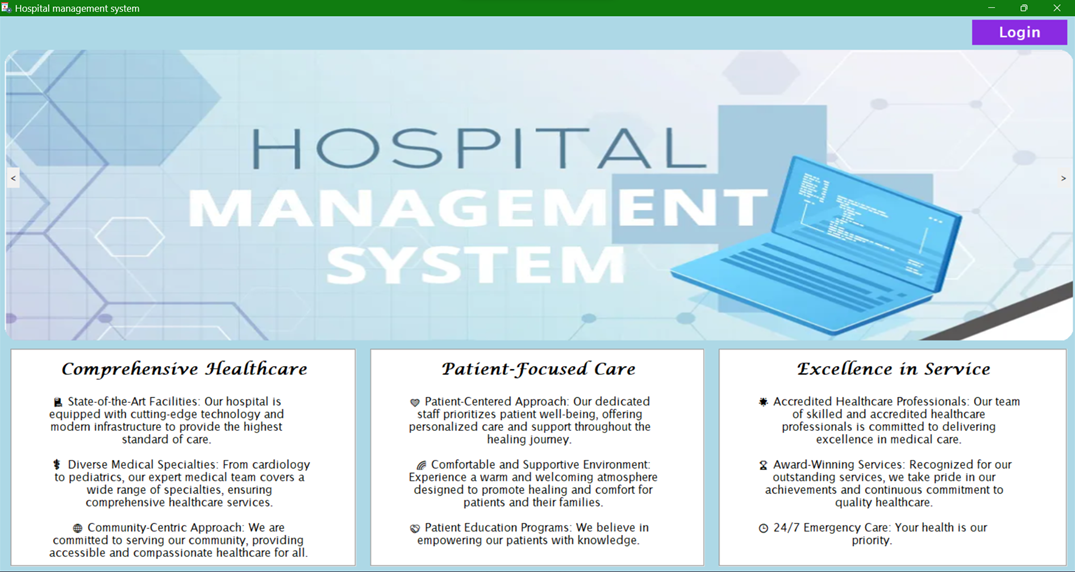 Hospital management system
Login
HOSPITAL
MANAGEMENT
SYSTEM
<
>
Comprehensive Healthcare
State-of-the-Art Facilities: Our hospital is
equipped with cutting-edge technology and
modern infrastructure to provide the highest
standard of care.
Diverse Medical Specialties: From cardiology
to pediatrics, our expert medical team covers a
wide range of specialties, ensuring
comprehensive healthcare services.
Community-Centric Approach: We are
committed to serving our community, providing
accessible and compassionate healthcare for all.
Patient-Focused Care
Patient-Centered Approach: Our dedicated
staff prioritizes patient well-being, offering
personalized care and support throughout the
healing journey.
Comfortable and Supportive Environment:
Experience a warm and welcoming atmosphere
designed to promote healing and comfort for
patients and their families.
Patient Education Programs: We believe in
empowering our patients with knowledge.
Excellence in Service
Accredited Healthcare Professionals: Our team
of skilled and accredited healthcare
professionals is committed to delivering
excellence in medical care.
Award-Winning Services: Recognized for our
outstanding services, we take pride in our
achievements and continuous commitment to
quality healthcare.
24/7 Emergency Care: Your health is our
priority.